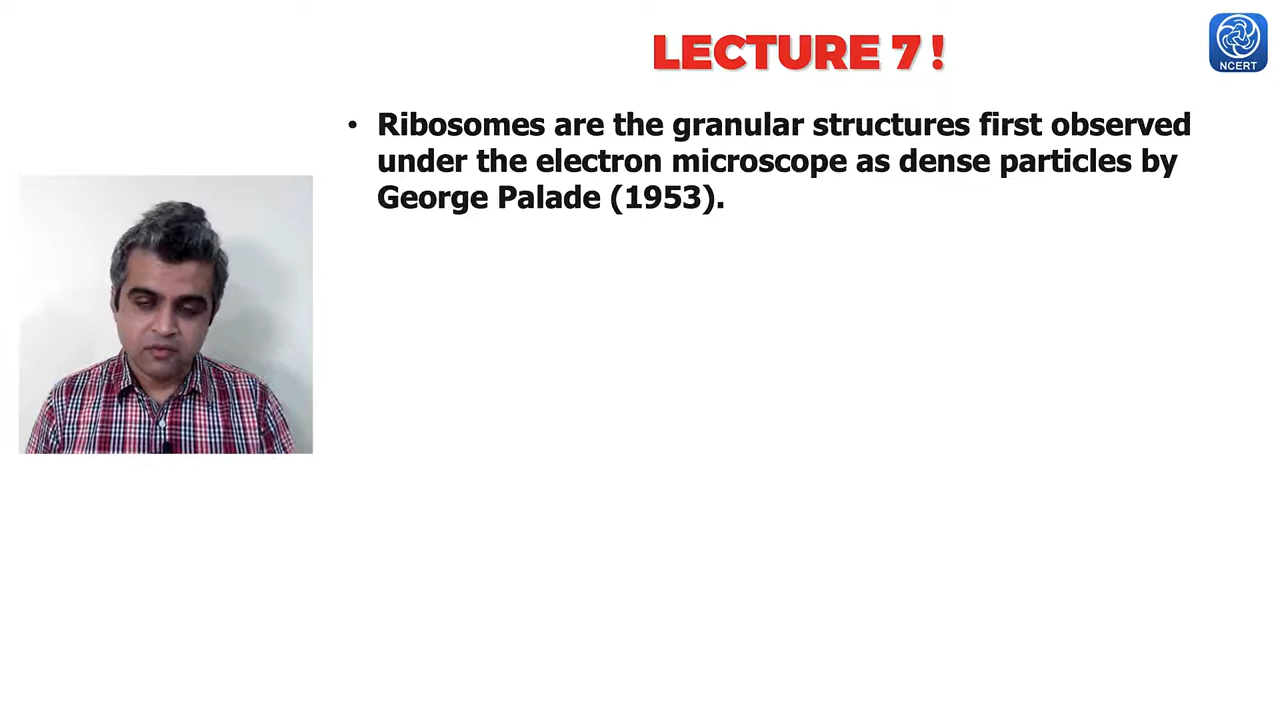 LECTURE 7 !
NCERT
• Ribosomes are the granular structures first observed
under the electron microscope as dense particles by
George Palade (1953).